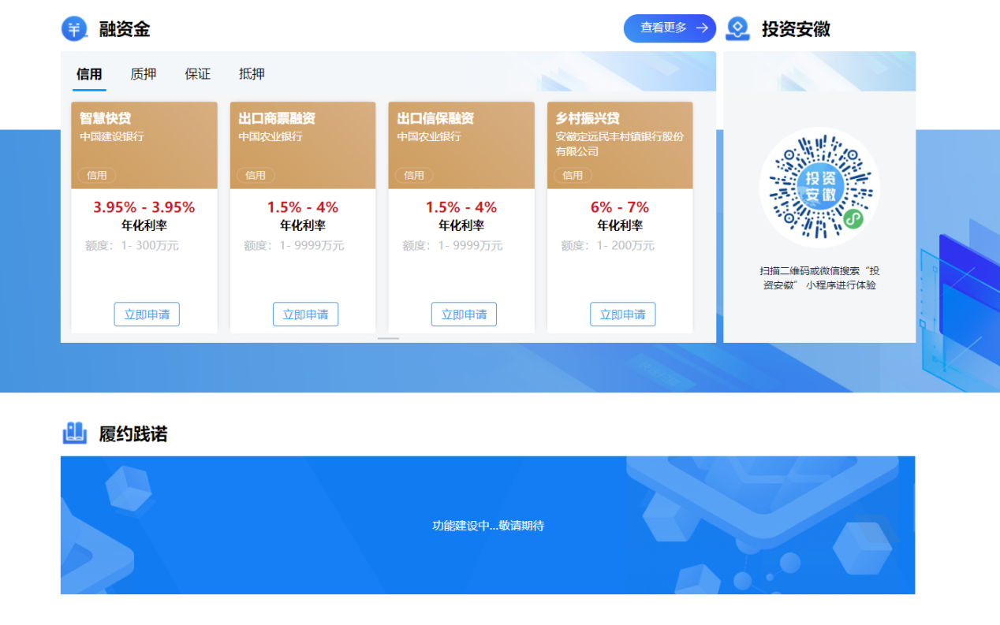 融资金
查看更多
投资安徽
信用 质押 保证 抵押
智慧快贷
中国建设银行
信用
3.95% - 3.95%
年化利率
额度：1- 300万元
立即申请
出口商票融资
中国农业银行
信用
1.5% - 4%
年化利率
额度：1- 9999万元
立即申请
出口信保融资
中国农业银行
信用
1.5% - 4%
年化利率
额度：1- 9999万元
立即申请
乡村振兴贷
安徽定远民丰村镇银行股份
有限公司
信用
6% - 7%
年化利率
额度：1- 200万元
立即申请
投资
安徽
扫描二维码或微信搜索“投
资安徽” 小程序进行体验
履约践诺
功能建设中...敬请期待